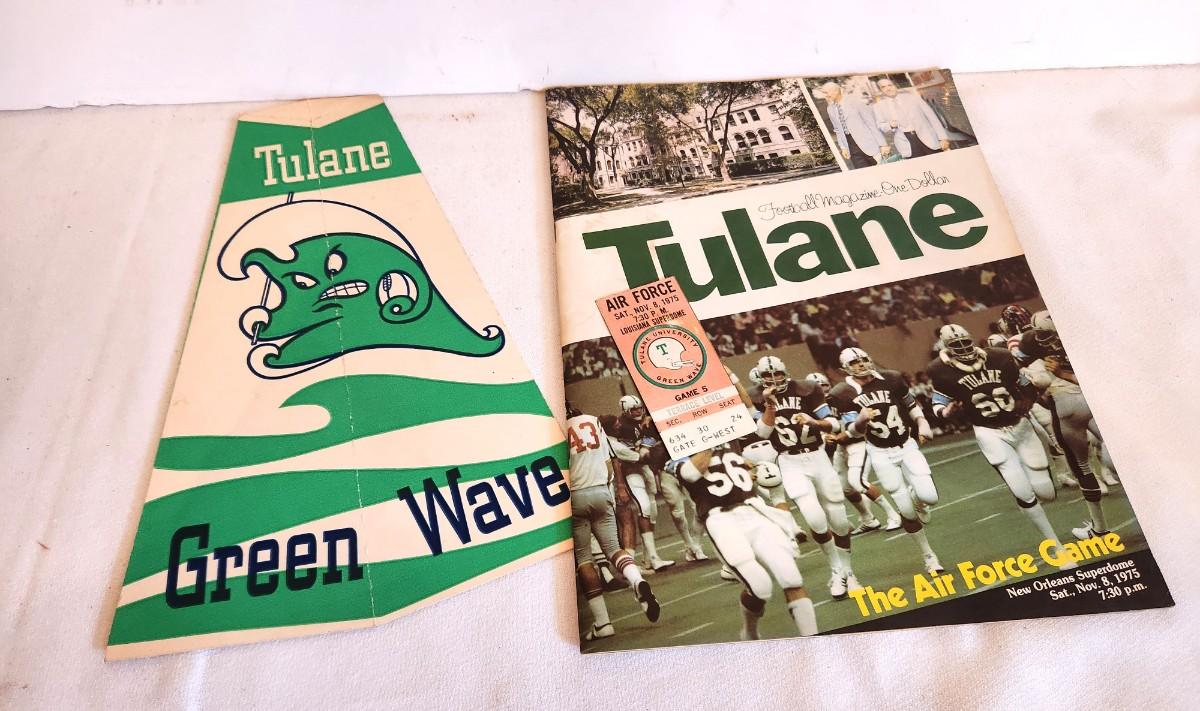 Tulane
Green Wave
Football Magazine-One Dollar
Tulane
AIR FORCE
SAT., NOV. 8, 1975
7:30 P. M.
LOUISIANA SUPERDOME
TULANE UNIVERSITY
T
GREEN WAVE
GAME 5
TERRACE LEVEL
SEC. ROW SEAT
634 30 24
GATE G-WEST
43
56
TULANE
62
54
TULANE
60
The Air Force Game
New Orleans Superdome
Sat., Nov. 8, 1975
7:30 p.m.